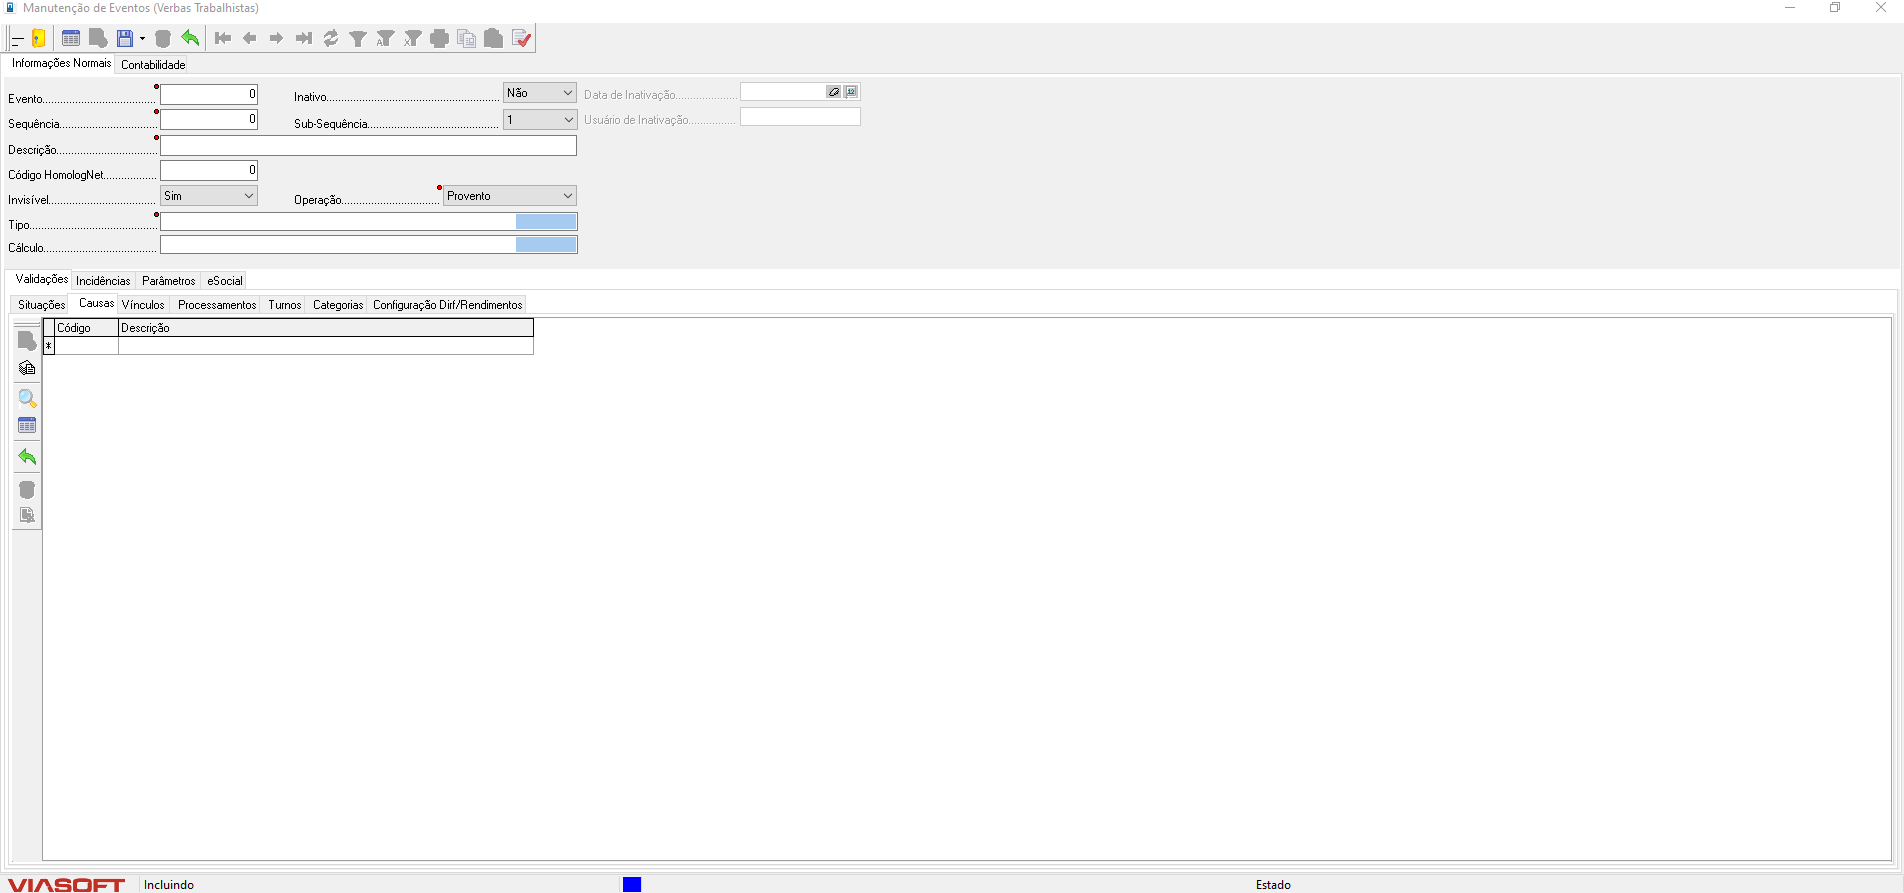 Manutenção de Eventos (Verbas Trabalhistas)
Informações Normais Contabilidade
Evento 0 Inativo Não Data de Inativação
Sequência 0 Sub-Sequência 1 Usuário de Inativação
Descrição
Código HomologNet 0
Invisível Sim Operação Provento
Tipo
Cálculo
Validações Incidências Parâmetros eSocial
Situações Causas Vínculos Processamentos Turnos Categorias Configuração Dirf/Rendimentos
Código Descrição
*
VIASOFT Incluindo Estado